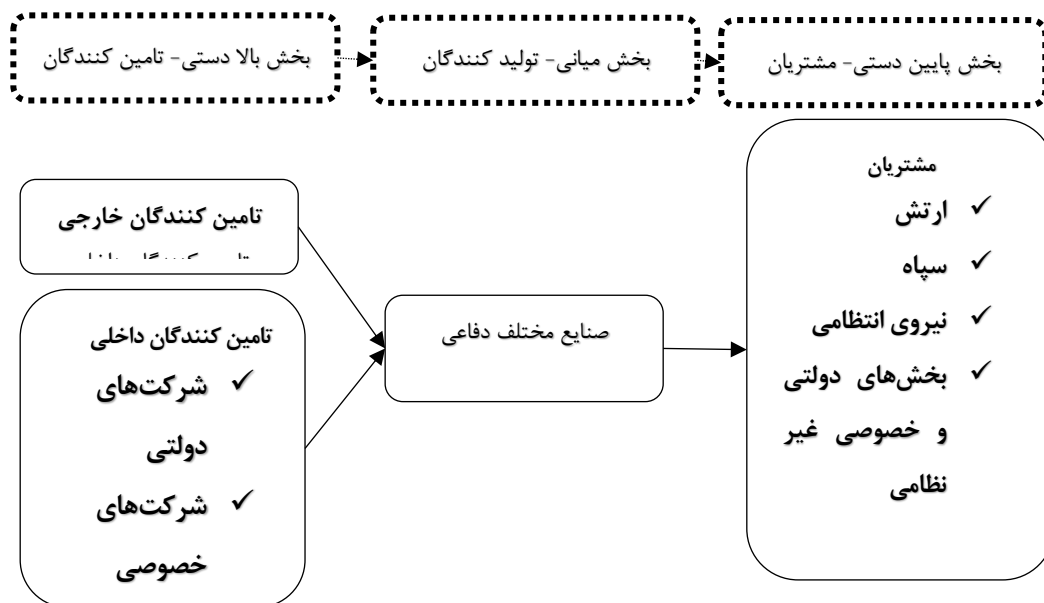 بخش بالا دستی- تامین کنندگان
بخش میانی- تولید کنندگان
بخش پایین دستی- مشتریان
تامین کنندگان خارجی
تامین کنندگان داخلی
✓ شرکت‌های
دولتی
✓ شرکت‌های
خصوصی
صنایع مختلف دفاعی
مشتریان
✓ ارتش
✓ سپاه
✓ نیروی انتظامی
✓ بخش‌های دولتی
و خصوصی غیر
نظامی